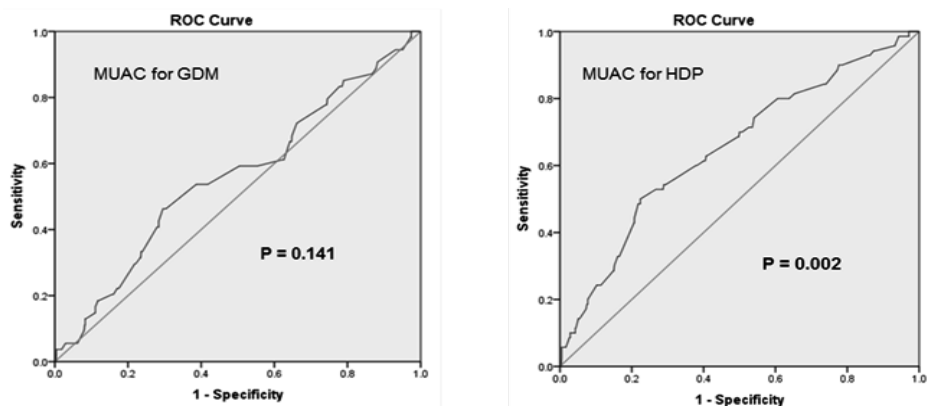 ROC Curve
1.0
0.8
0.6
0.4
0.2
0.0
Sensitivity
MUAC for GDM
P = 0.141
0.0 0.2 0.4 0.6 0.8 1.0
1 - Specificity
ROC Curve
1.0
0.8
0.6
0.4
0.2
0.0
Sensitivity
MUAC for HDP
P = 0.002
0.0 0.2 0.4 0.6 0.8 1.0
1 - Specificity